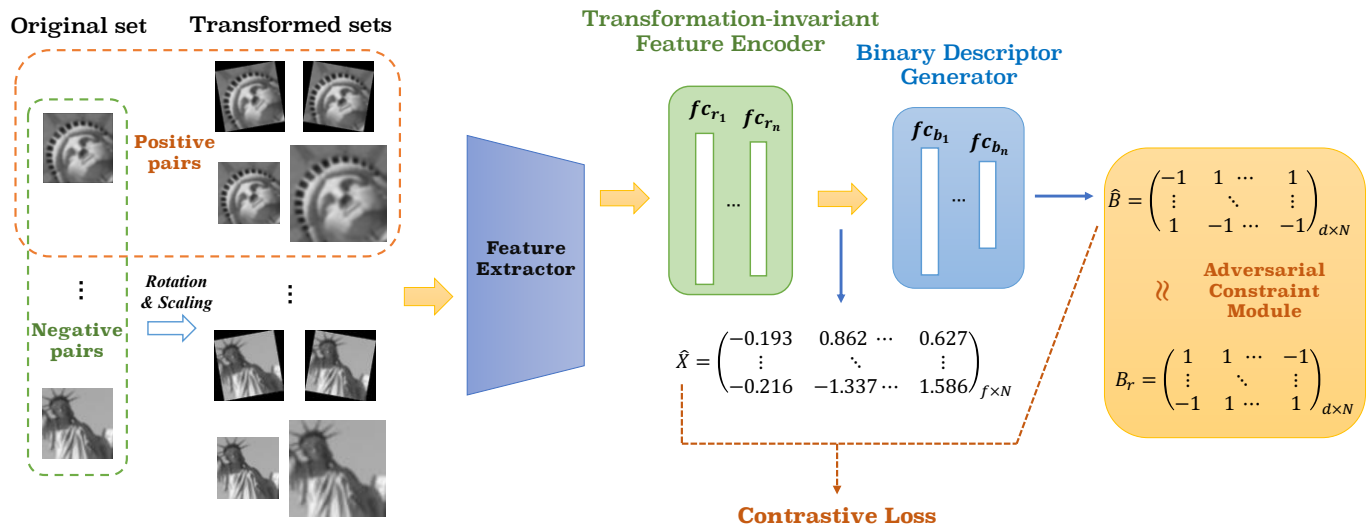 Original set
Transformed sets
Positive
pairs
⋮
Negative
pairs
Rotation
& Scaling
⋮
Feature
Extractor
Transformation-invariant
Feature Encoder
fc_{r_1}
fc_{r_n}
...
Binary Descriptor
Generator
fc_{b_1}
fc_{b_n}
...
X̂ = (−0.193 0.862 ⋯ 0.627
⋮ ⋱ ⋮
−0.216 −1.337 ⋯ 1.586)_{f×N}
B̂ = (−1 1 ⋯ 1
⋮ ⋱ ⋮
1 −1 ⋯ −1)_{d×N}
≈ Adversarial
Constraint
Module
B_r = (1 1 ⋯ −1
⋮ ⋱ ⋮
−1 1 ⋯ 1)_{d×N}
Contrastive Loss